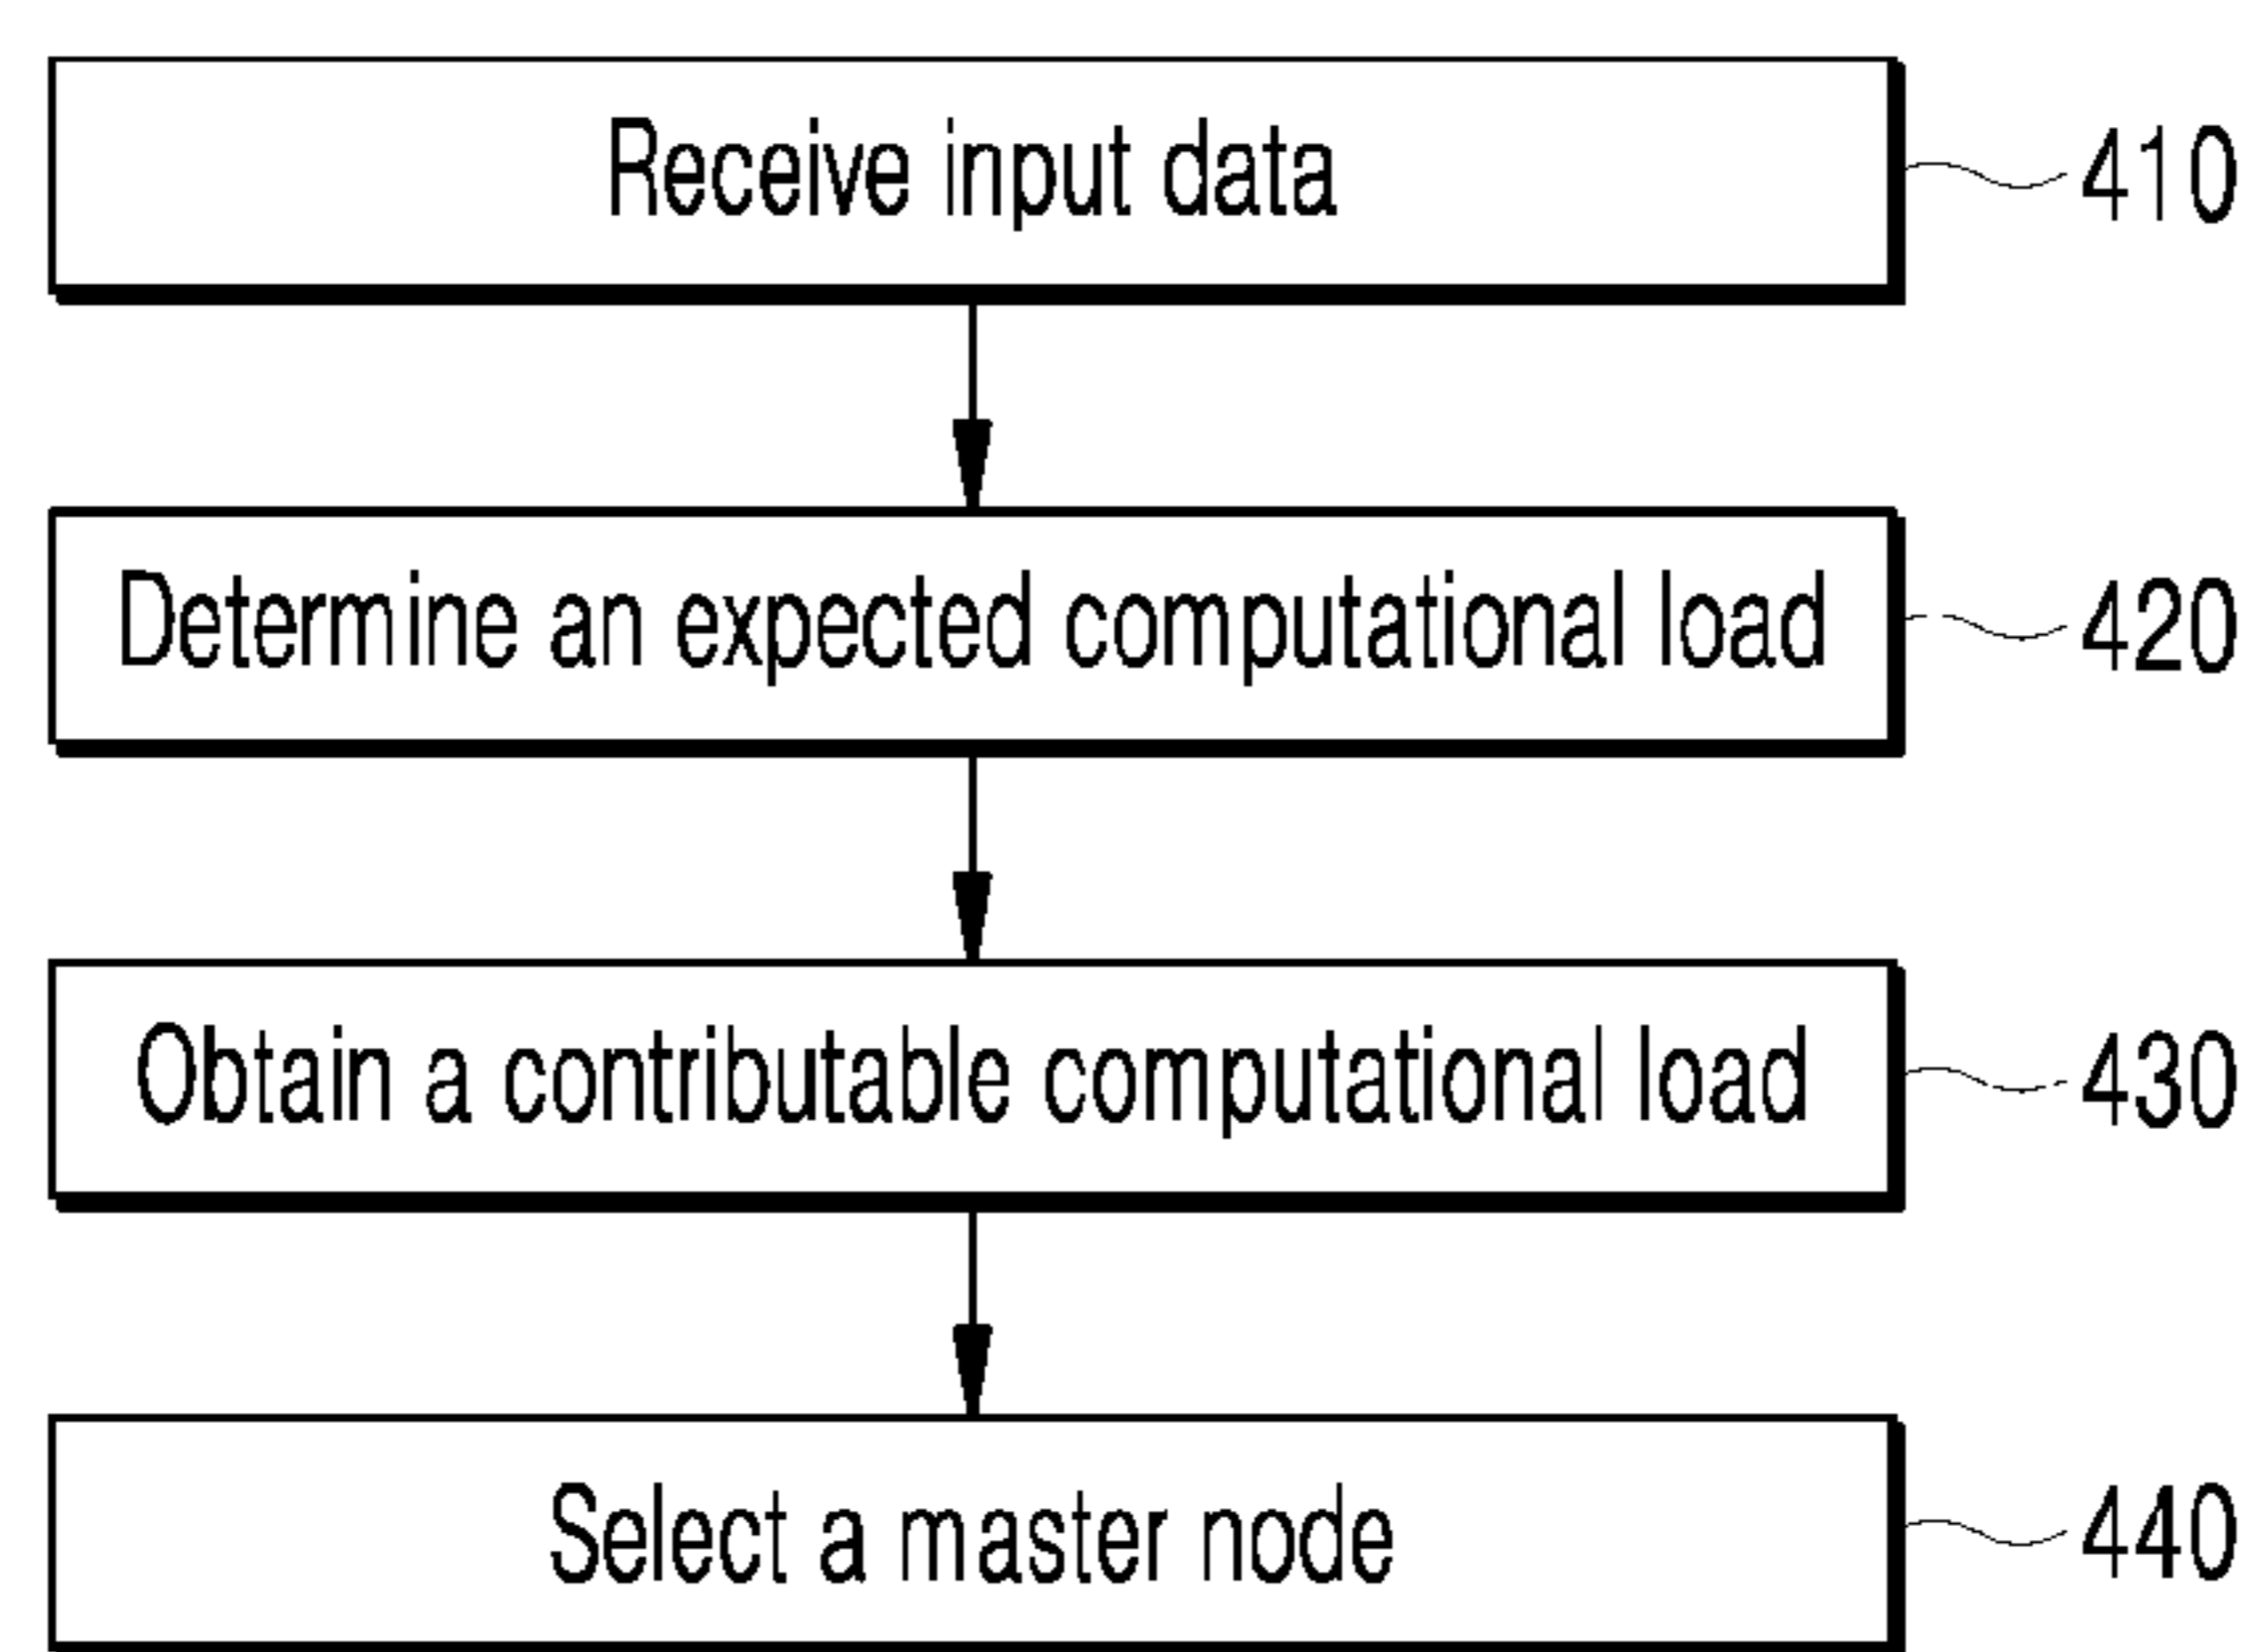 Receive input data 410
Determine an expected computational load 420
Obtain a contributable computational load 430
Select a master node 440